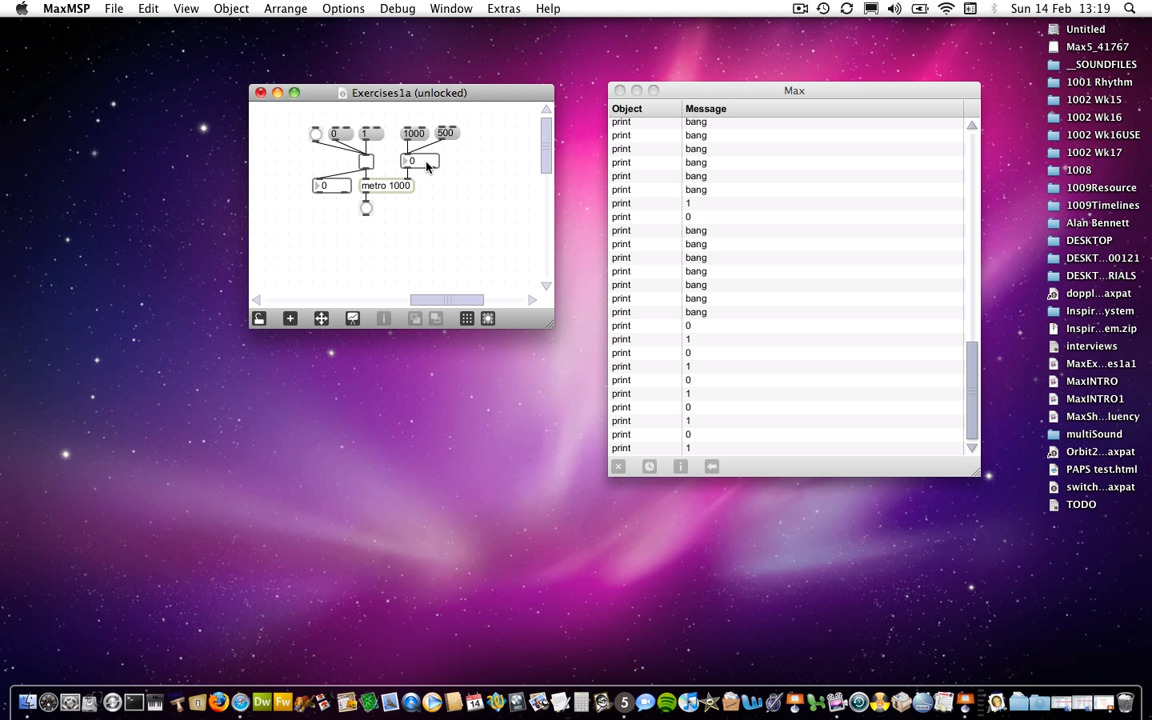 MaxMSP File Edit View Object Arrange Options Debug Window Extras Help Sun 14 Feb 13:19
Exercises1a (unlocked)
0 1 1000 500
0
0 metro 1000
Max
Object Message
print bang
print bang
print bang
print bang
print bang
print bang
print 1
print 0
print bang
print bang
print bang
print bang
print bang
print bang
print bang
print 0
print 1
print 0
print 1
print 0
print 1
print 0
print 1
print 0
print 1
Untitled
Max5_41767
__SOUNDFILES
1001 Rhythm
1002 Wk15
1002 Wk16
1002 Wk16USE
1002 Wk17
1008
1009Resource
1009Timelines
Alan Bennett
DESKTOP
DESKT...00121
DESKT...RIALS
doppl...axpat
Inspir...ystem
Inspir...em.zip
interviews
MaxEx...es1a1
MaxINTRO
MaxINTRO1
MaxSh...luency
multiSound
Orbit2...axpat
PAPS test.html
switch...axpat
TODO
Dw Fw 14 5